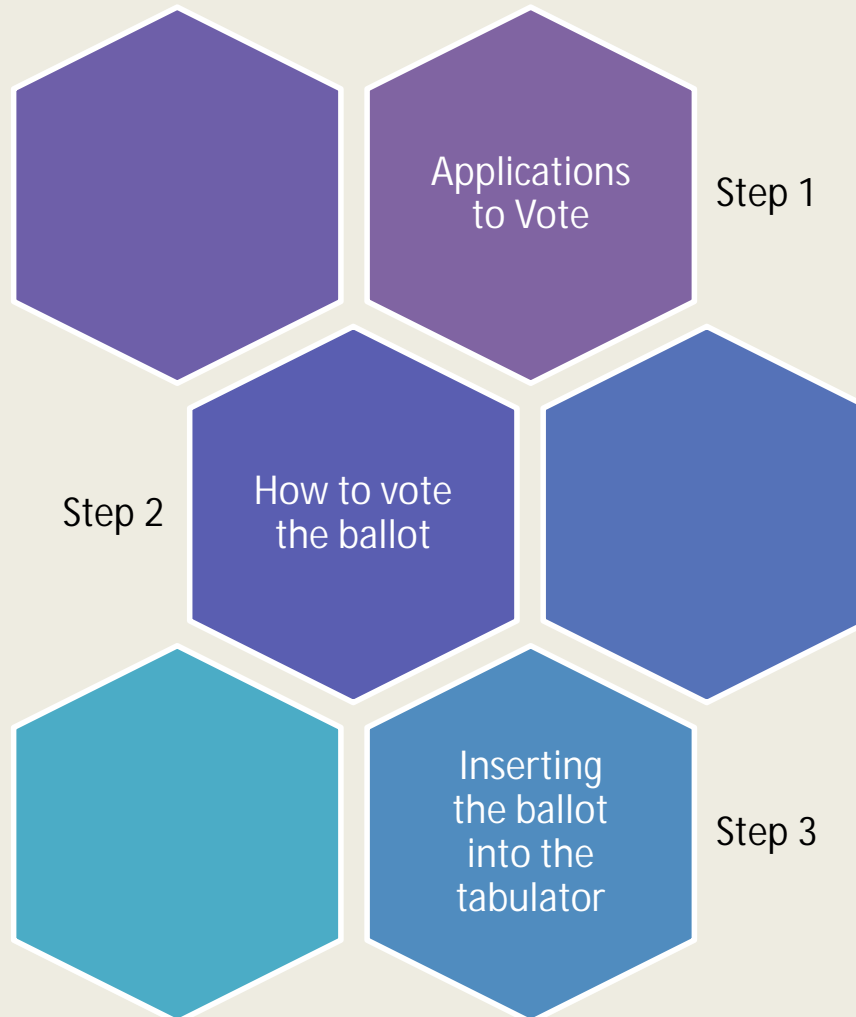 Applications
to Vote
Step 1
Step 2
How to vote
the ballot
Inserting
the ballot
into the
tabulator
Step 3